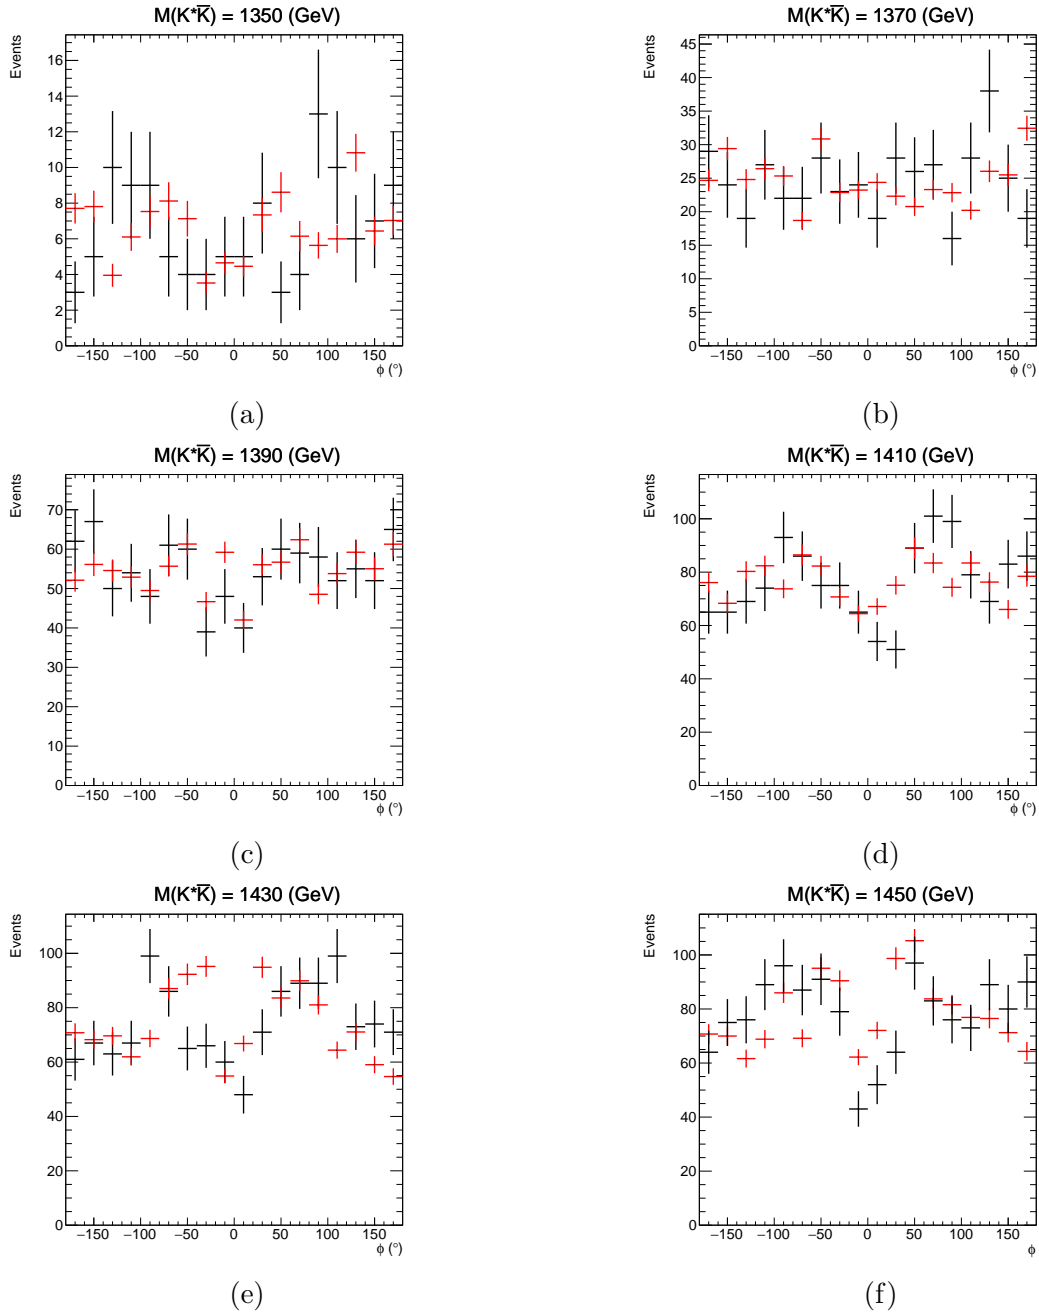 M(K*K̅) = 1350 (GeV)
Events
16
14
12
10
8
6
4
2
0
−150 −100 −50 0 50 100 150
ϕ (°)
(a)
M(K*K̅) = 1370 (GeV)
Events
45
40
35
30
25
20
15
10
5
0
−150 −100 −50 0 50 100 150
ϕ (°)
(b)
M(K*K̅) = 1390 (GeV)
Events
70
60
50
40
30
20
10
0
−150 −100 −50 0 50 100 150
ϕ (°)
(c)
M(K*K̅) = 1410 (GeV)
Events
100
80
60
40
20
0
−150 −100 −50 0 50 100 150
ϕ (°)
(d)
M(K*K̅) = 1430 (GeV)
Events
100
80
60
40
20
0
−150 −100 −50 0 50 100 150
ϕ (°)
(e)
M(K*K̅) = 1450 (GeV)
Events
100
80
60
40
20
0
−150 −100 −50 0 50 100 150
ϕ
(f)